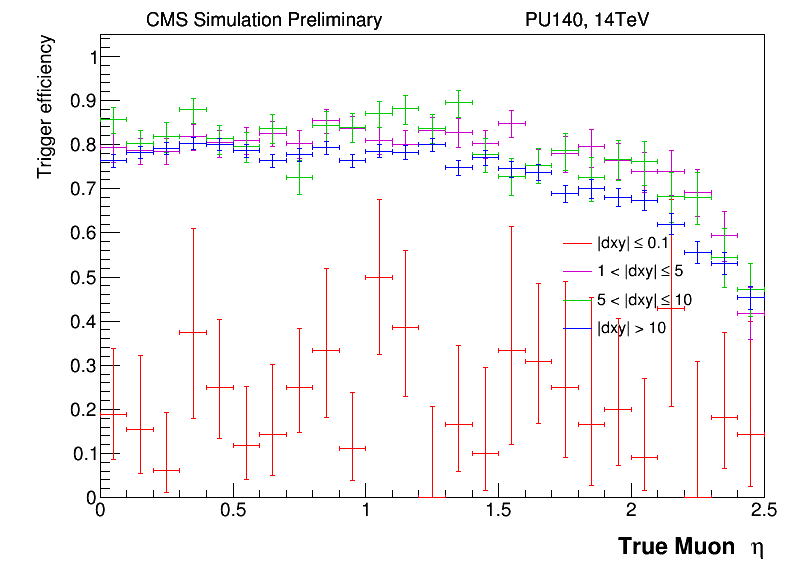 CMS Simulation Preliminary PU140, 14TeV
Trigger efficiency
1
0.9
0.8
0.7
0.6
0.5
0.4
0.3
0.2
0.1
0
|dxy| ≤ 0.1
1 < |dxy| ≤ 5
5 < |dxy| ≤ 10
|dxy| > 10
0 0.5 1 1.5 2 2.5
True Muon η